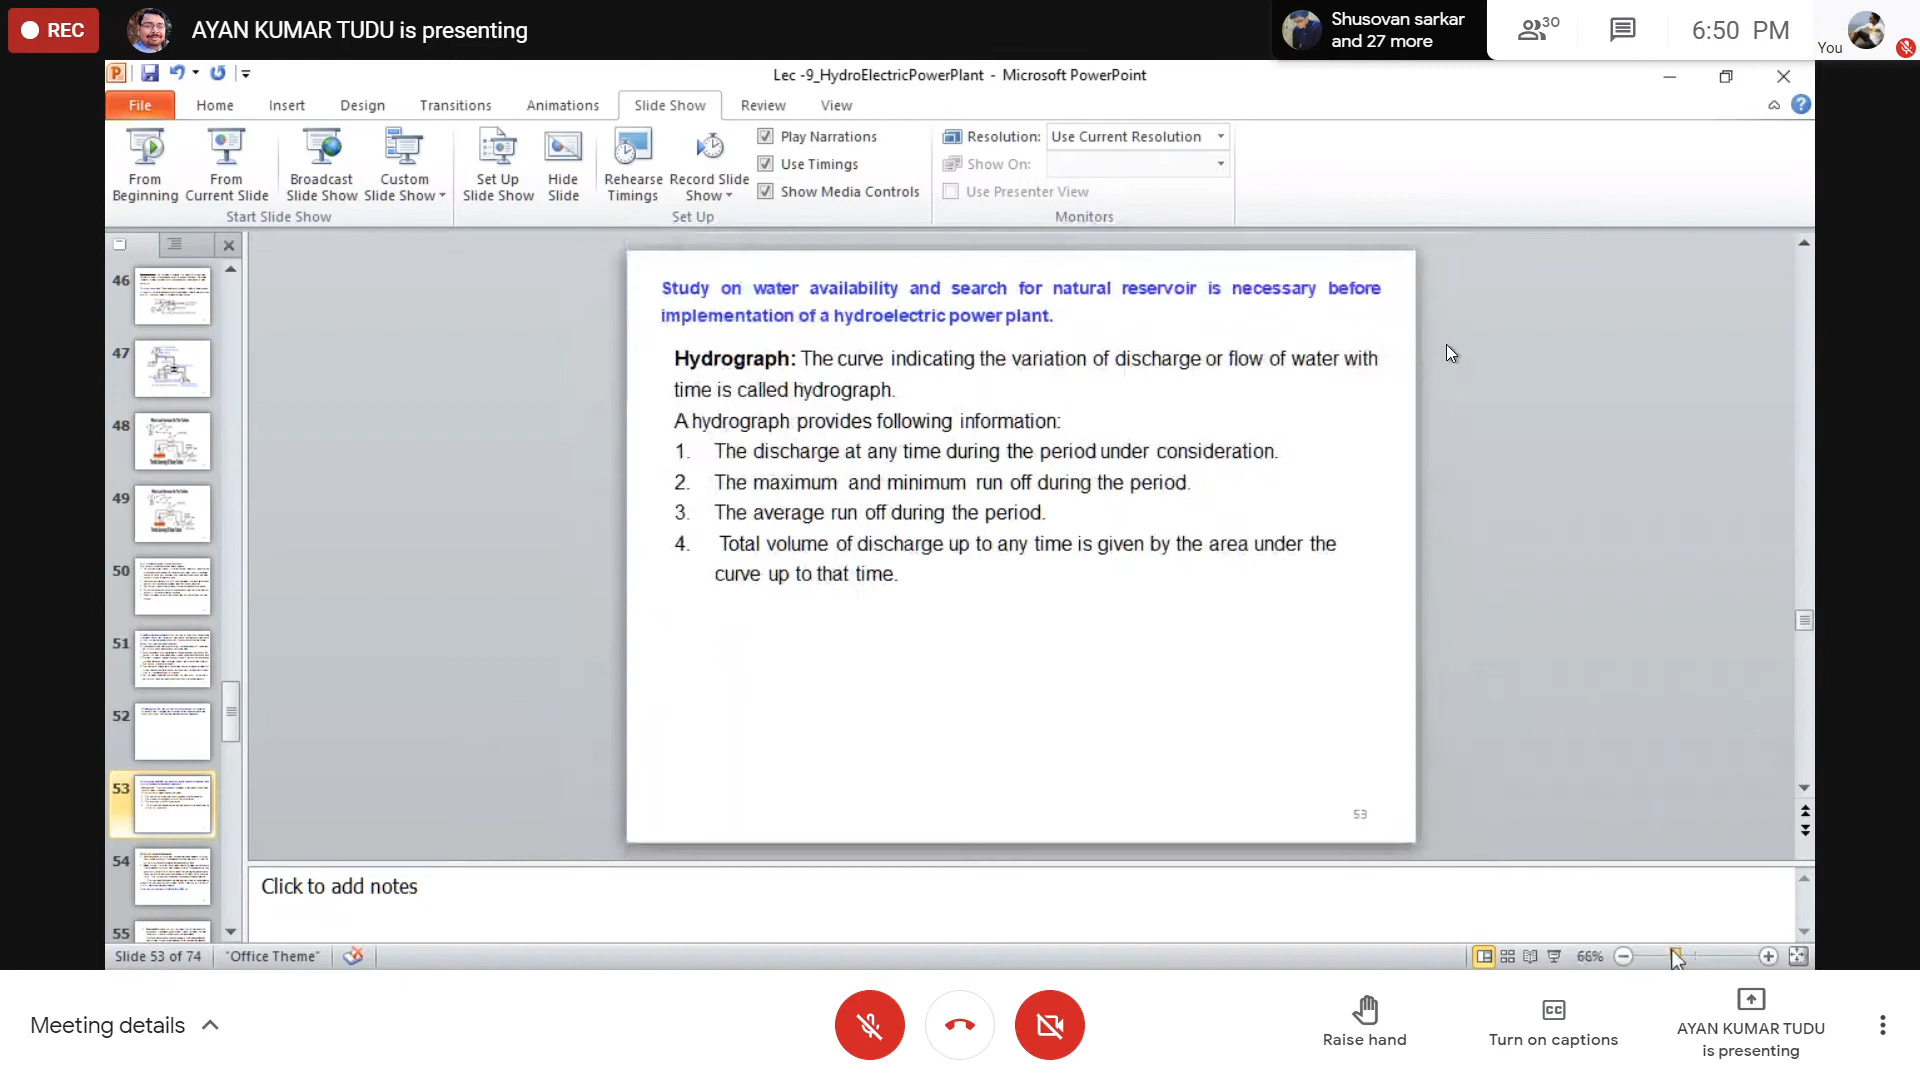 REC
AYAN KUMAR TUDU is presenting
Shusovan sarkar
and 27 more
30
6:50 PM
You
Lec -9_HydroElectricPowerPlant - Microsoft PowerPoint
File Home Insert Design Transitions Animations Slide Show Review View
From Beginning
From Current Slide
Broadcast Slide Show
Custom Slide Show
Start Slide Show
Set Up Slide Show
Hide Slide
Rehearse Timings
Record Slide Show
Play Narrations
Use Timings
Show Media Controls
Set Up
Resolution: Use Current Resolution
Show On:
Use Presenter View
Monitors
46
47
48
49
50
51
52
53
54
55
Study on water availability and search for natural reservoir is necessary before
implementation of a hydroelectric power plant.
Hydrograph: The curve indicating the variation of discharge or flow of water with
time is called hydrograph.
A hydrograph provides following information:
1. The discharge at any time during the period under consideration.
2. The maximum and minimum run off during the period.
3. The average run off during the period.
4. Total volume of discharge up to any time is given by the area under the
curve up to that time.
53
Click to add notes
Slide 53 of 74 "Office Theme" 66%
Meeting details
Raise hand
CC
Turn on captions
AYAN KUMAR TUDU
is presenting